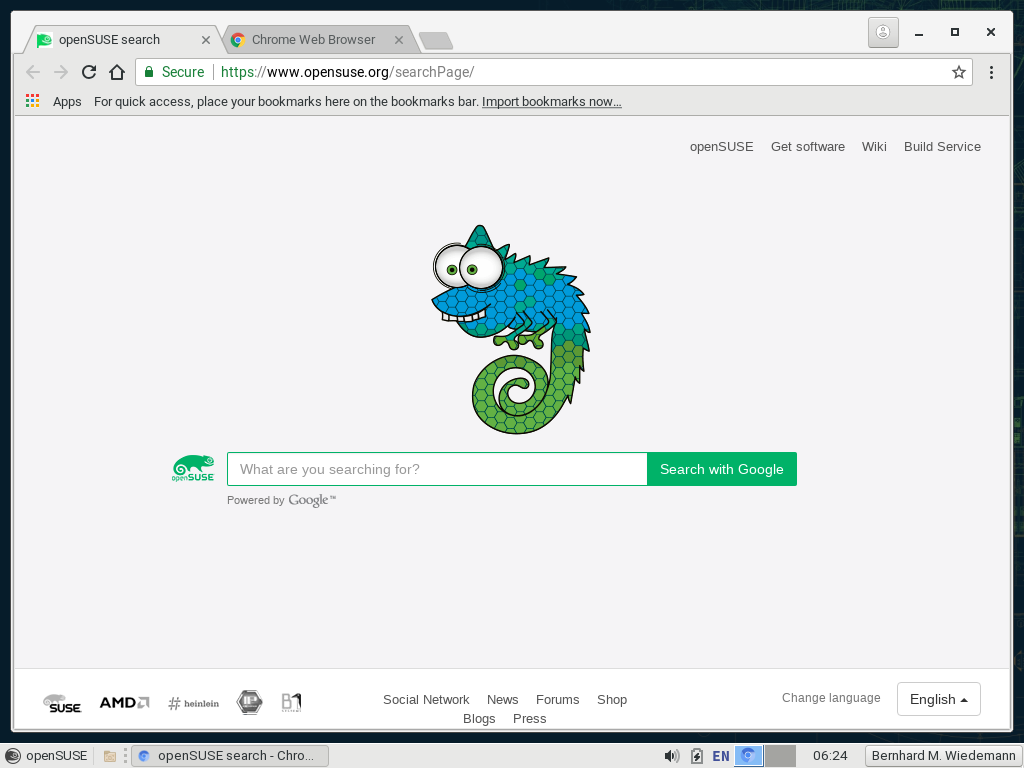 openSUSE search
Chrome Web Browser
Secure https://www.opensuse.org/searchPage/
Apps For quick access, place your bookmarks here on the bookmarks bar. Import bookmarks now...
openSUSE Get software Wiki Build Service
openSUSE What are you searching for? Search with Google
Powered by Google™
SUSE AMD #heinlein IP B1
Social Network News Forums Shop
Blogs Press
Change language English
openSUSE openSUSE search - Chro... EN 06:24 Bernhard M. Wiedemann